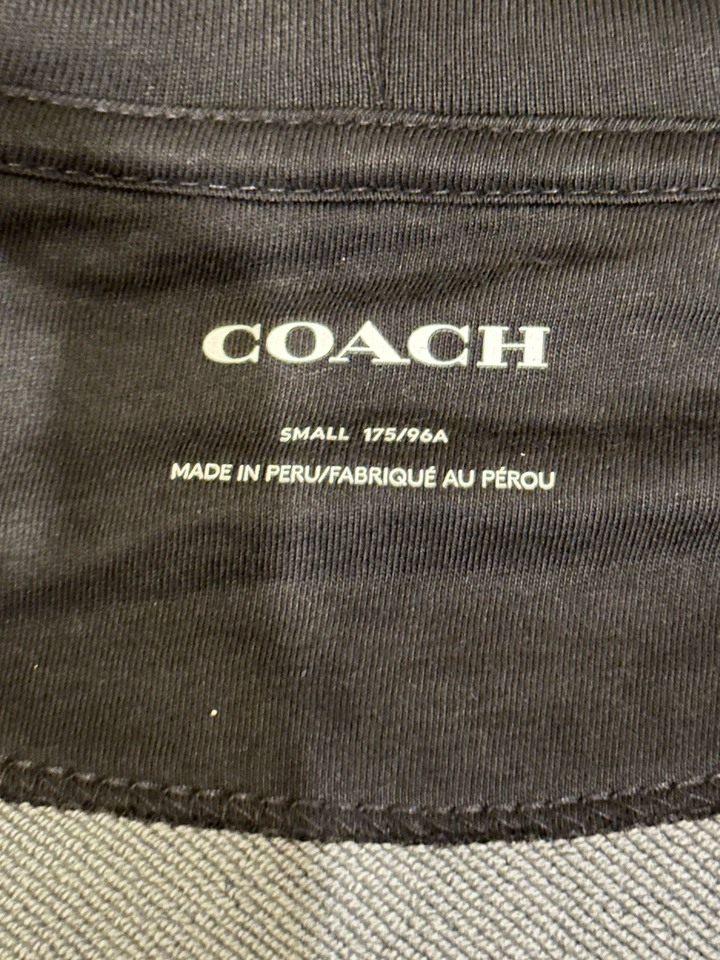 COACH
SMALL 175/96A
MADE IN PERU/FABRIQUÉ AU PÉROU